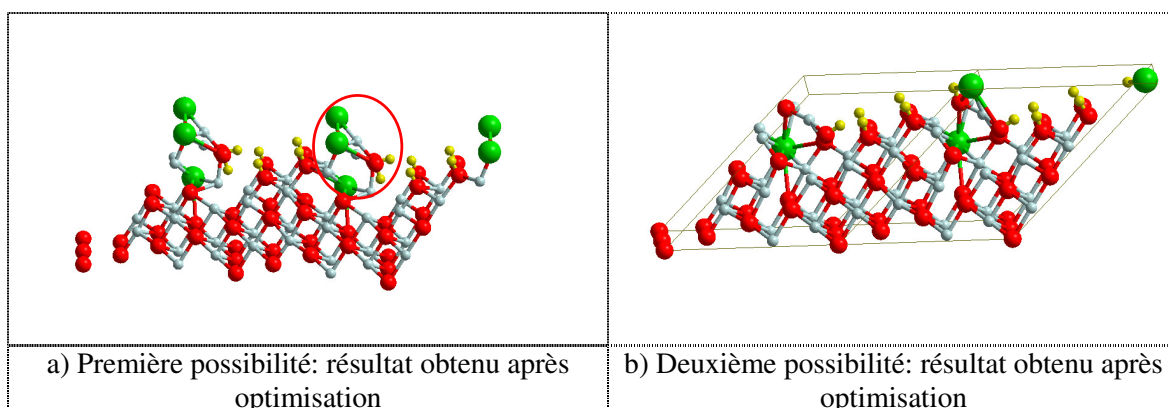 a) Première possibilité: résultat obtenu après
optimisation
b) Deuxième possibilité: résultat obtenu après
optimisation